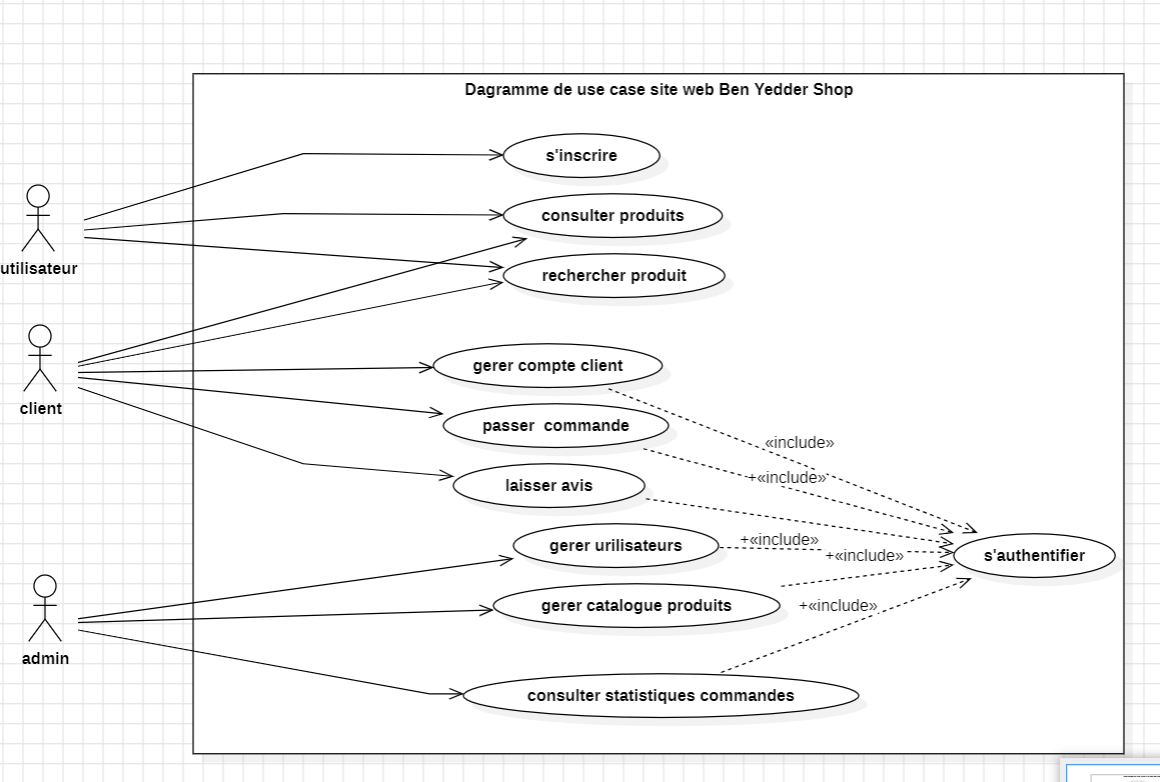 Dagramme de use case site web Ben Yedder Shop
s'inscrire
consulter produits
utilisateur
rechercher produit
gerer compte client
client
passer commande
«include»
+«include»
laisser avis
gerer urilisateurs
+«include»
+«include»
s'authentifier
gerer catalogue produits
+«include»
admin
consulter statistiques commandes